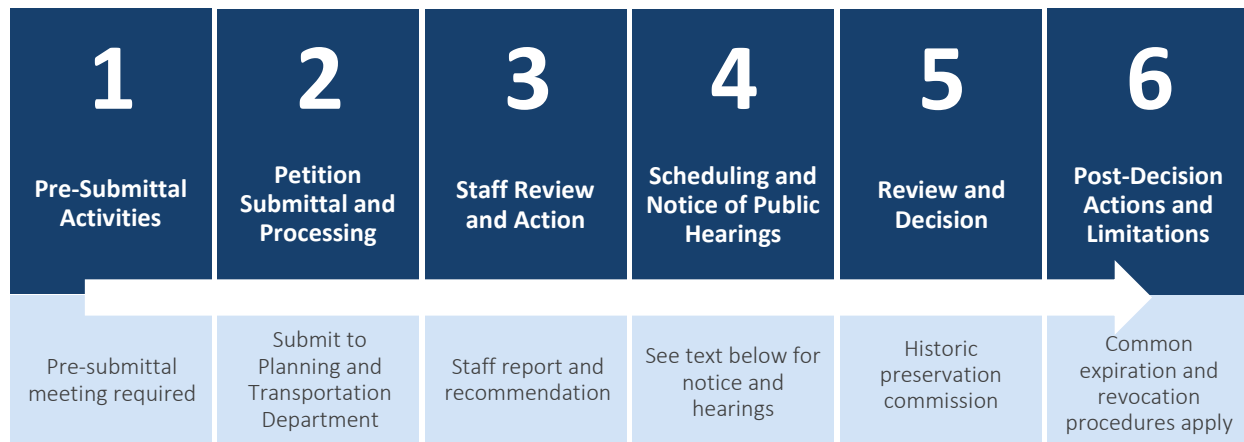 1
Pre-Submittal
Activities
Pre-submittal
meeting required
2
Petition
Submittal and
Processing
Submit to
Planning and
Transportation
Department
3
Staff Review
and Action
Staff report and
recommendation
4
Scheduling and
Notice of Public
Hearings
See text below for
notice and
hearings
5
Review and
Decision
Historic
preservation
commission
6
Post-Decision
Actions and
Limitations
Common
expiration and
revocation
procedures apply